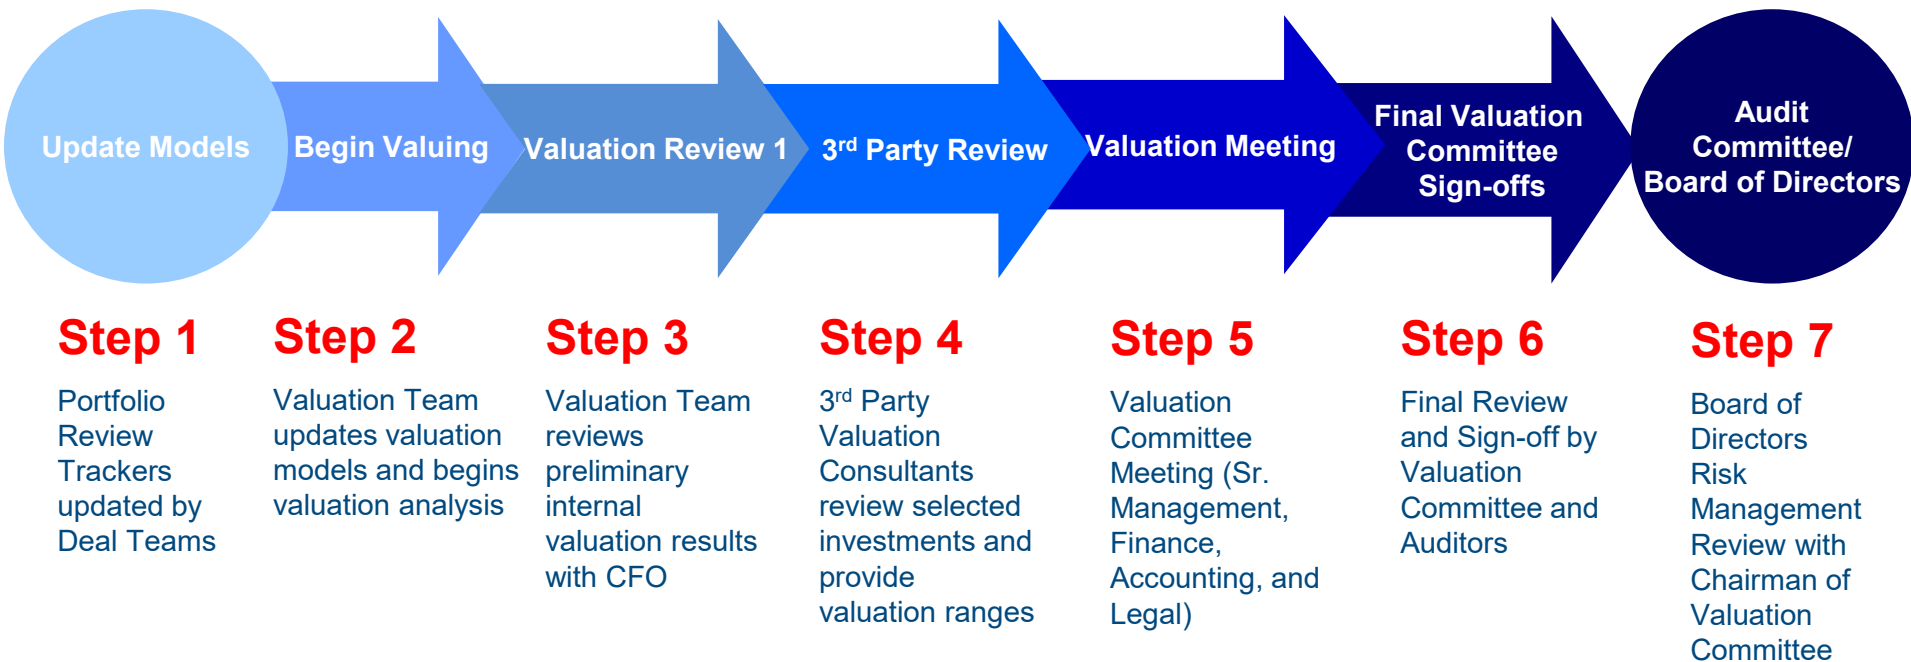 Update Models
Begin Valuing
Valuation Review 1
3rd Party Review
Valuation Meeting
Final Valuation
Committee
Sign-offs
Audit
Committee/
Board of Directors
Step 1
Portfolio
Review
Trackers
updated by
Deal Teams
Step 2
Valuation Team
updates valuation
models and begins
valuation analysis
Step 3
Valuation Team
reviews
preliminary
internal
valuation results
with CFO
Step 4
3rd Party
Valuation
Consultants
review selected
investments and
provide
valuation ranges
Step 5
Valuation
Committee
Meeting (Sr.
Management,
Finance,
Accounting, and
Legal)
Step 6
Final Review
and Sign-off by
Valuation
Committee and
Auditors
Step 7
Board of
Directors
Risk
Management
Review with
Chairman of
Valuation
Committee